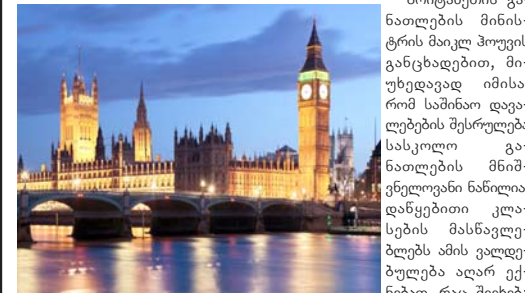 ნათლების მინის-
ტრის მაიკლ ჰოუვის
განცხადებით, მი-
უხედავად იმისა
რომ საშინაო დავა-
ლებების შესრულება
სასკოლო გა-
ნათლების მნიშ-
ვნელოვანი ნაწილია
დაწყებითი კლა-
სების მასწავლე-
ბლებს ამის ვალდე-
ბულება აღარ ექ-